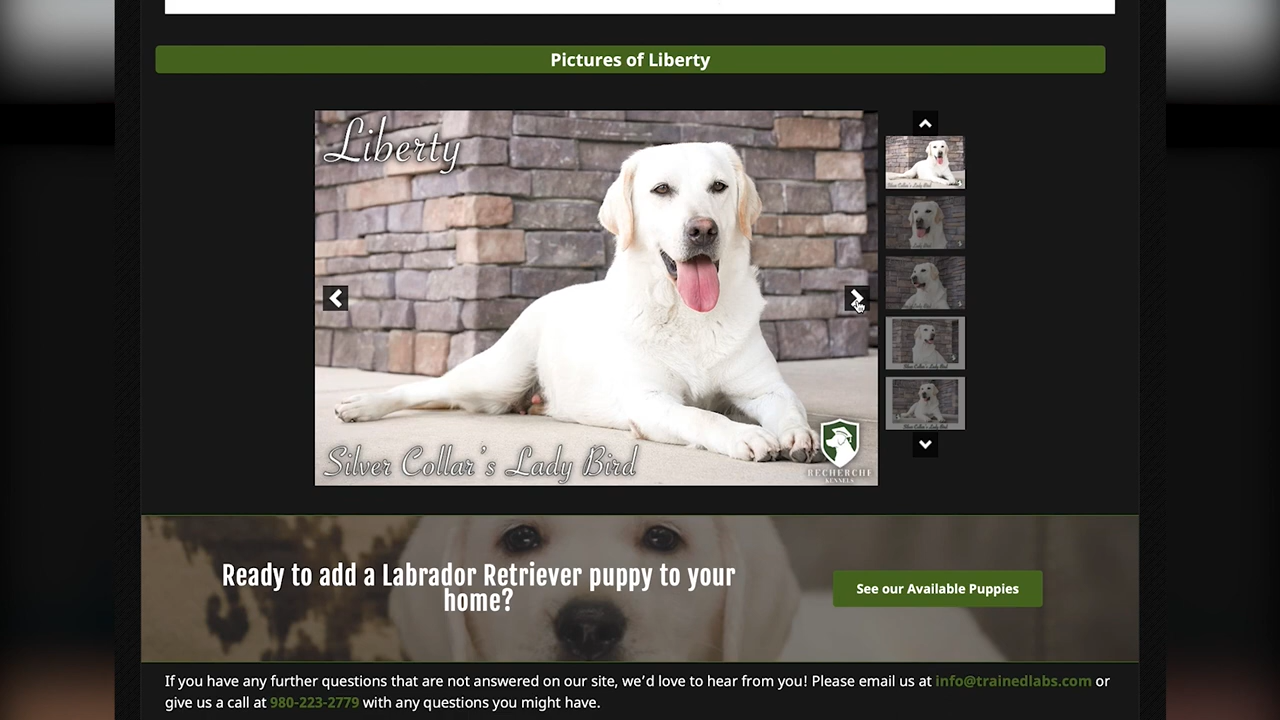 Pictures of Liberty
Liberty
Silver Collar's Lady Bird
RECHERCHE
KENNELS
Ready to add a Labrador Retriever puppy to your
home?
See our Available Puppies
If you have any further questions that are not answered on our site, we'd love to hear from you! Please email us at info@trainedlabs.com or
give us a call at 980-223-2779 with any questions you might have.